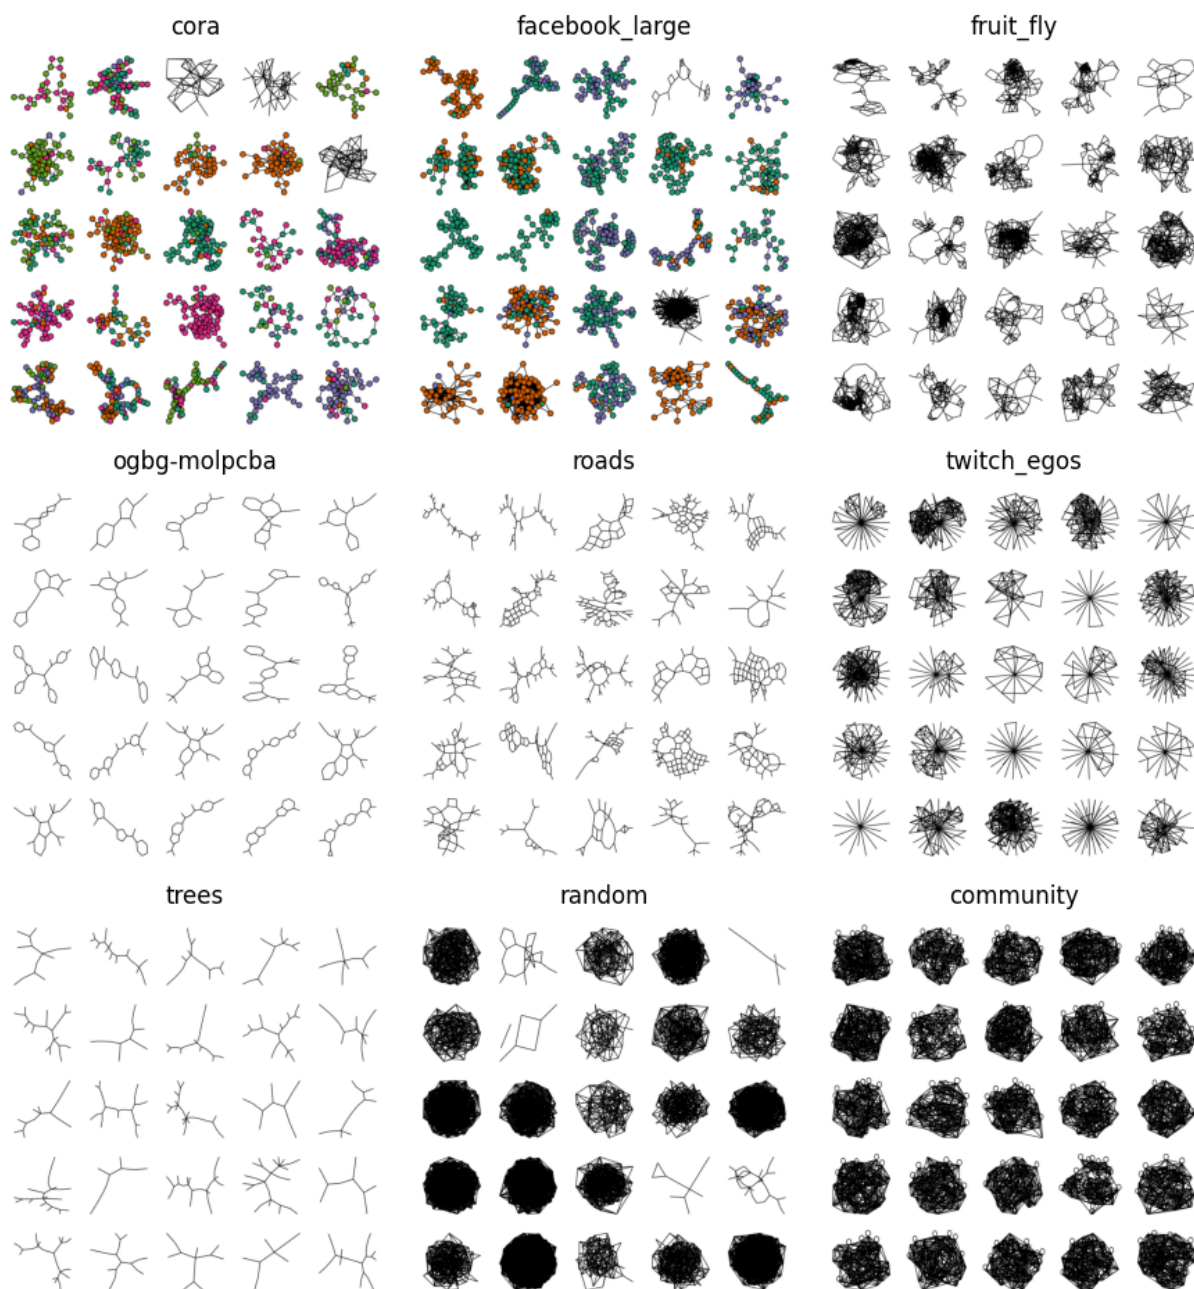 cora
facebook_large
fruit_fly
ogbg-molpcba
roads
twitch_egos
trees
random
community